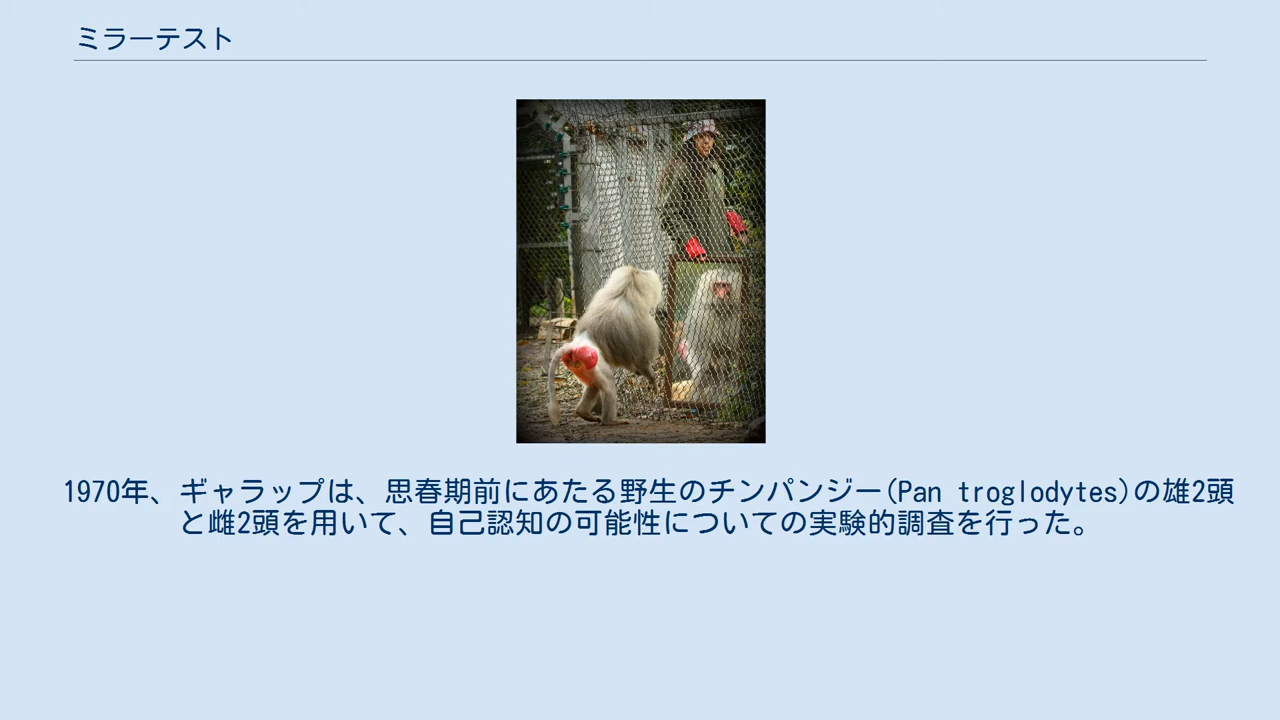 ミラーテスト
1970年、ギャラップは、思春期前にあたる野生のチンパンジー(Pan troglodytes)の雄2頭
と雌2頭を用いて、自己認知の可能性についての実験的調査を行った。